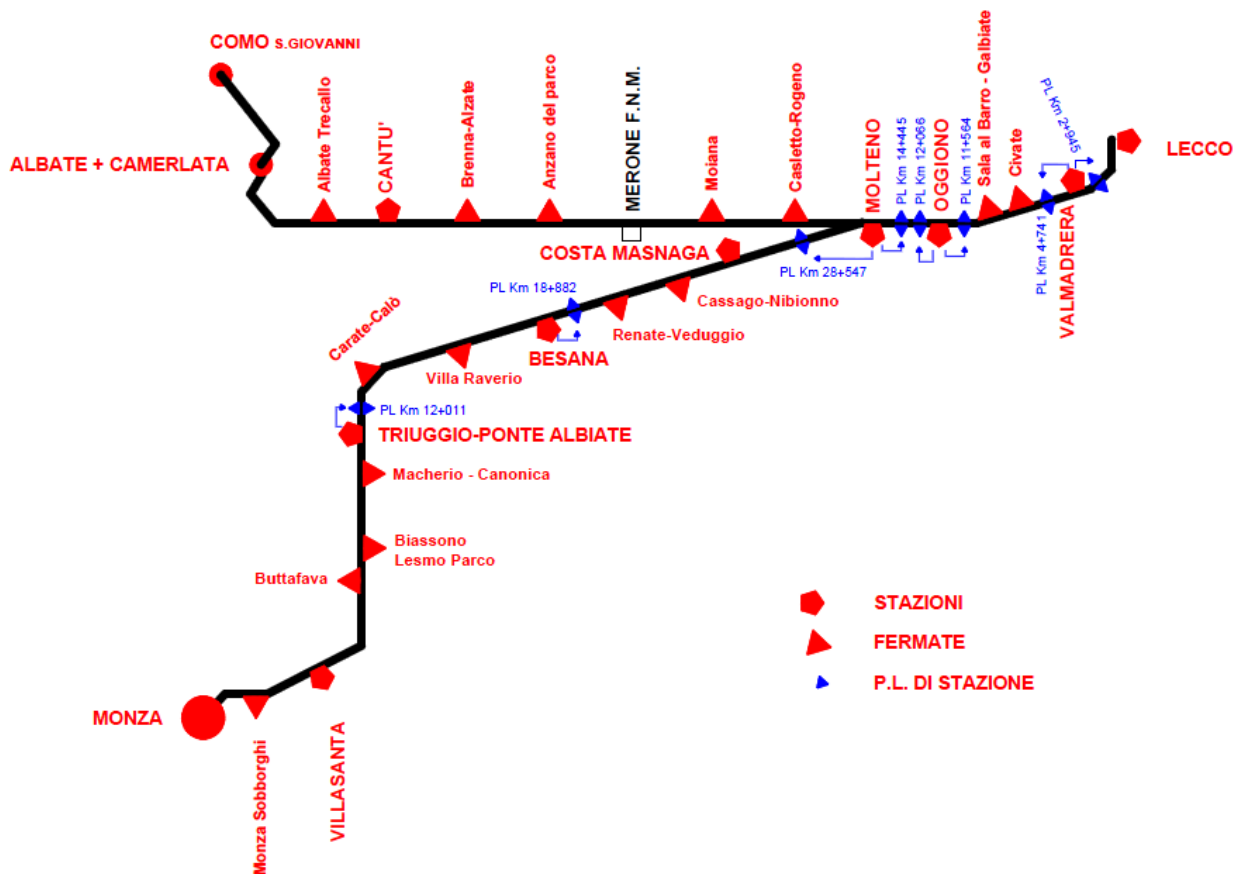 COMO S.GIOVANNI
ALBATE + CAMERLATA
Albate Trecallo
CANTU'
Brenna-Alzate
Anzano del parco
MERONE F.N.M.
Moiana
Casletto-Rogeno
MOLTENO
PL Km 14+445
PL Km 12+066
OGGIONO
PL Km 11+564
Sala al Barro - Galbiate
Civate
PL Km 4+741
VALMADRERA
PL Km 2+945
LECCO
COSTA MASNAGA
PL Km 28+547
PL Km 18+882
Cassago-Nibionno
Renate-Veduggio
BESANA
Villa Raverio
Carate-Calò
PL Km 12+011
TRIUGGIO-PONTE ALBIATE
Macherio - Canonica
Biassono
Lesmo Parco
Buttafava
STAZIONI
FERMATE
P.L. DI STAZIONE
MONZA
Monza Sobborghi
VILLASANTA